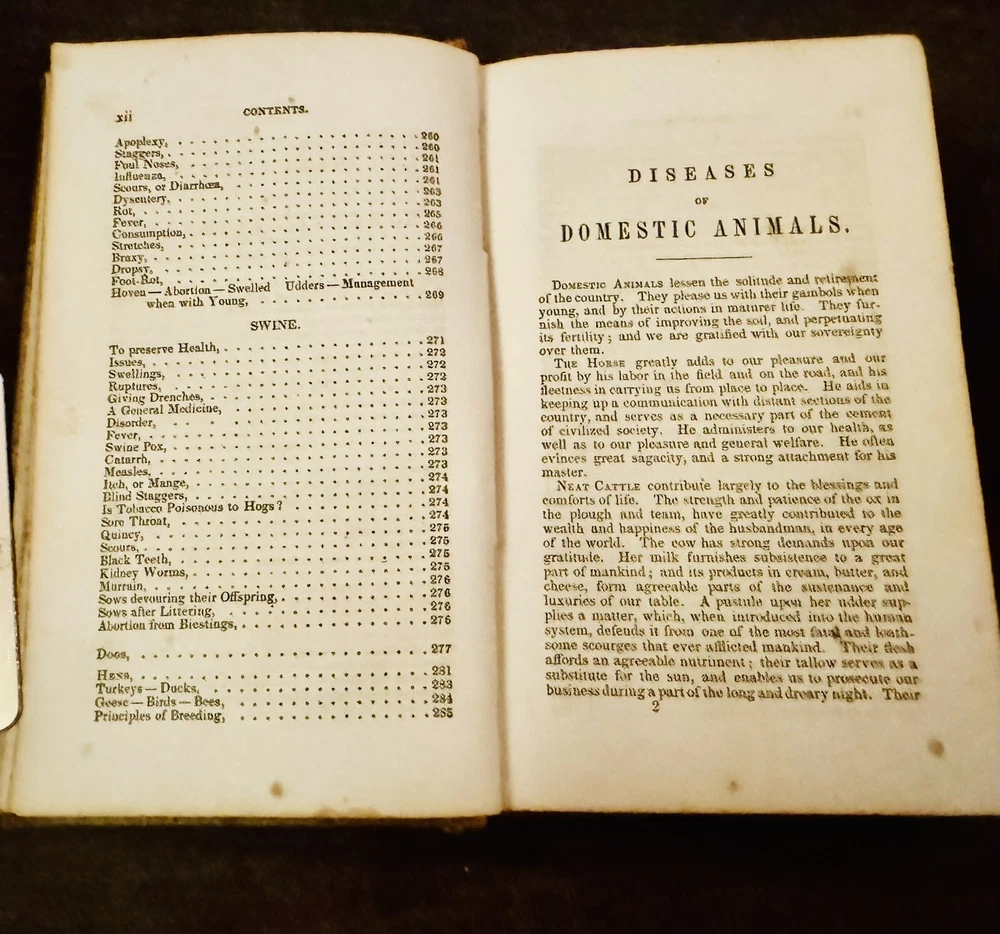 xii CONTENTS.
Apoplexy, . . . . . . . . . . . . . . . . . . 260
Staggers, . . . . . . . . . . . . . . . . . . 260
Foul Noses, . . . . . . . . . . . . . . . . . 261
Influenza, . . . . . . . . . . . . . . . . . . 261
Scours, or Diarrhœa, . . . . . . . . . . . . . 261
Dysentery, . . . . . . . . . . . . . . . . . . 263
Rot, . . . . . . . . . . . . . . . . . . . . 263
Fever, . . . . . . . . . . . . . . . . . . . 265
Consumption, . . . . . . . . . . . . . . . . 266
Stretches, . . . . . . . . . . . . . . . . . . 266
Braxy, . . . . . . . . . . . . . . . . . . . 267
Dropsy, . . . . . . . . . . . . . . . . . . . 267
Foot-Rot, . . . . . . . . . . . . . . . . . . 268
Hoven — Abortion — Swelled Udders — Management
when with Young, . . . . . . . . . . . . . 269
SWINE.
To preserve Health, . . . . . . . . . . . . . 271
Issues, . . . . . . . . . . . . . . . . . . . 272
Swellings, . . . . . . . . . . . . . . . . . . 272
Ruptures, . . . . . . . . . . . . . . . . . . 272
Giving Drenches, . . . . . . . . . . . . . . 273
A General Medicine, . . . . . . . . . . . . . 273
Disorder, . . . . . . . . . . . . . . . . . . 273
Fever, . . . . . . . . . . . . . . . . . . . 273
Swine Pox, . . . . . . . . . . . . . . . . . 273
Catarrh, . . . . . . . . . . . . . . . . . . 273
Measles, . . . . . . . . . . . . . . . . . . 273
Itch, or Mange, . . . . . . . . . . . . . . . 274
Blind Staggers, . . . . . . . . . . . . . . . 274
Is Tobacco Poisonous to Hogs? . . . . . . . . 274
Sore Throat, . . . . . . . . . . . . . . . . 274
Quincy, . . . . . . . . . . . . . . . . . . . 275
Scours, . . . . . . . . . . . . . . . . . . . 275
Black Teeth, . . . . . . . . . . . . . . . . 275
Kidney Worms, . . . . . . . . . . . . . . . 275
Murrain, . . . . . . . . . . . . . . . . . . 276
Sows devouring their Offspring, . . . . . . . . 276
Sows after Littering, . . . . . . . . . . . . . 276
Abortion from Biestings, . . . . . . . . . . . 276
DOGS, . . . . . . . . . . . . . . . . . . . 277
HENS, . . . . . . . . . . . . . . . . . . . 281
Turkeys — Ducks, . . . . . . . . . . . . . . 283
Geese — Birds — Bees, . . . . . . . . . . . . 284
Principles of Breeding, . . . . . . . . . . . . 285
DISEASES
OF
DOMESTIC ANIMALS.
DOMESTIC ANIMALS lessen the solitude and retirement
of the country. They please us with their gambols when
young, and by their actions in maturer life. They fur-
nish the means of improving the soil, and perpetuating
its fertility; and we are gratified with our sovereignty
over them.
THE HORSE greatly adds to our pleasure and our
profit by his labor in the field and on the road, and his
fleetness in carrying us from place to place. He aids in
keeping up a communication with distant sections of the
country, and serves as a necessary part of the cement
of civilized society. He administers to our health, as
well as to our pleasure and general welfare. He often
evinces great sagacity, and a strong attachment for his
master.
NEAT CATTLE contribute largely to the blessings and
comforts of life. The strength and patience of the ox in
the plough and team, have greatly contributed to the
wealth and happiness of the husbandman, in every age
of the world. The cow has strong demands upon our
gratitude. Her milk furnishes subsistence to a great
part of mankind; and its products in cream, butter, and
cheese, form agreeable parts of the sustenance and
luxuries of our table. A pustule upon her udder sup-
plies a matter, which, when introduced into the human
system, defends it from one of the most fatal and loath-
some scourges that ever afflicted mankind. Their flesh
affords an agreeable nutriment; their tallow serves as a
substitute for the sun, and enables us to prosecute our
business during a part of the long and dreary night. Their
2